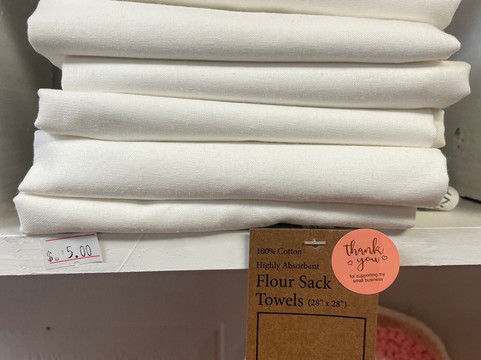 $ 5.00
100% Cotton
Highly Absorbent
Flour Sack
Towels (28" x 28")
thank
you
for supporting my
small business